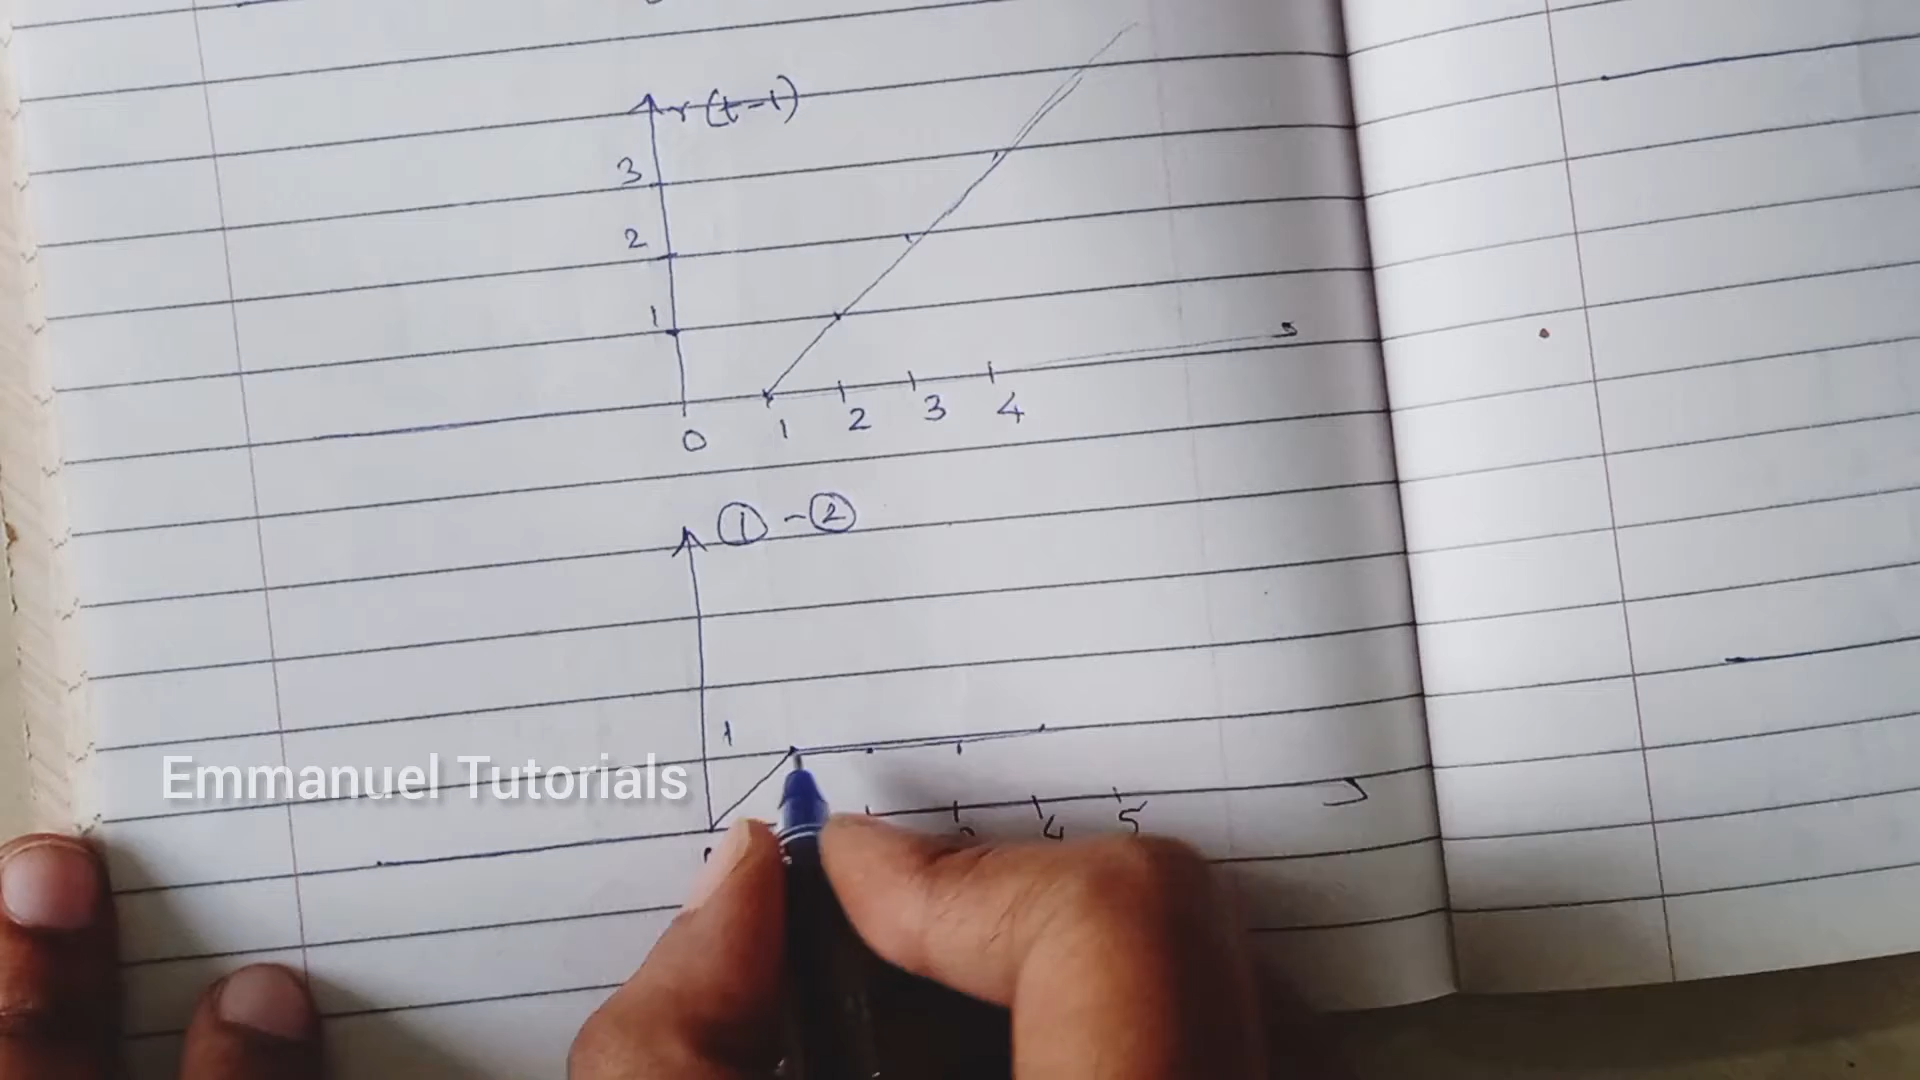 r(t-1)
3
2
1
0 1 2 3 4
① - ②
1
4 5
Emmanuel Tutorials